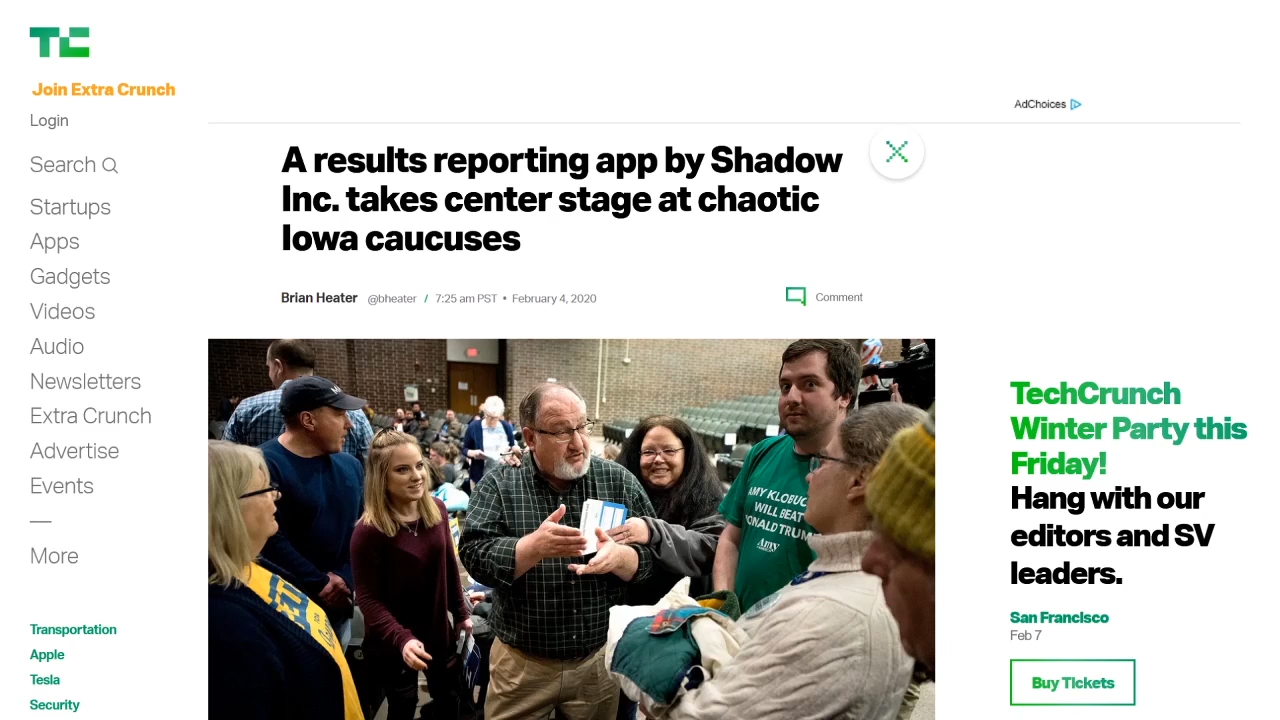 TC
Join Extra Crunch
Login
Search
Startups
Apps
Gadgets
Videos
Audio
Newsletters
Extra Crunch
Advertise
Events
—
More
Transportation
Apple
Tesla
Security
AdChoices
A results reporting app by Shadow
Inc. takes center stage at chaotic
Iowa caucuses
Brian Heater @bheater / 7:25 am PST • February 4, 2020
Comment
AMY KLOBUC
WILL BEAT
DONALD TRUM
Amy
TechCrunch
Winter Party this
Friday!
Hang with our
editors and SV
leaders.
San Francisco
Feb 7
Buy Tickets